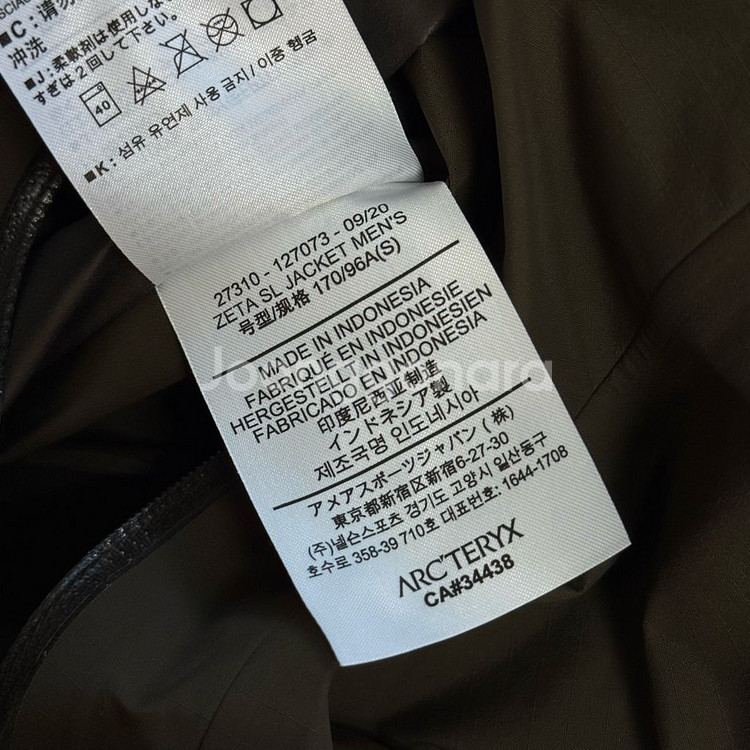 ■C:请勿
冲洗
■J:柔軟剤は使用しな
すぎは2回して下さい。
40
■K:섬유 유연제 사용 금지/이중 헹굼
27310 - 127073 - 09/20
ZETA SL JACKET MEN'S
号型/规格 170/96A(S)
MADE IN INDONESIA
FABRIQUÉ EN INDONESIE
HERGESTELLT IN INDONESIEN
FABRICADO EN INDONESIA
印度尼西亚制造
インドネシア製
제조국명 인도네시아
アメアスポーツジャパン(株)
東京都新宿区新宿6-27-30
(주)넬슨스포츠 경기도 고양시 일산동구
호수로 358-39 710호 대표번호: 1644-1708
ARC'TERYX
CA#34438